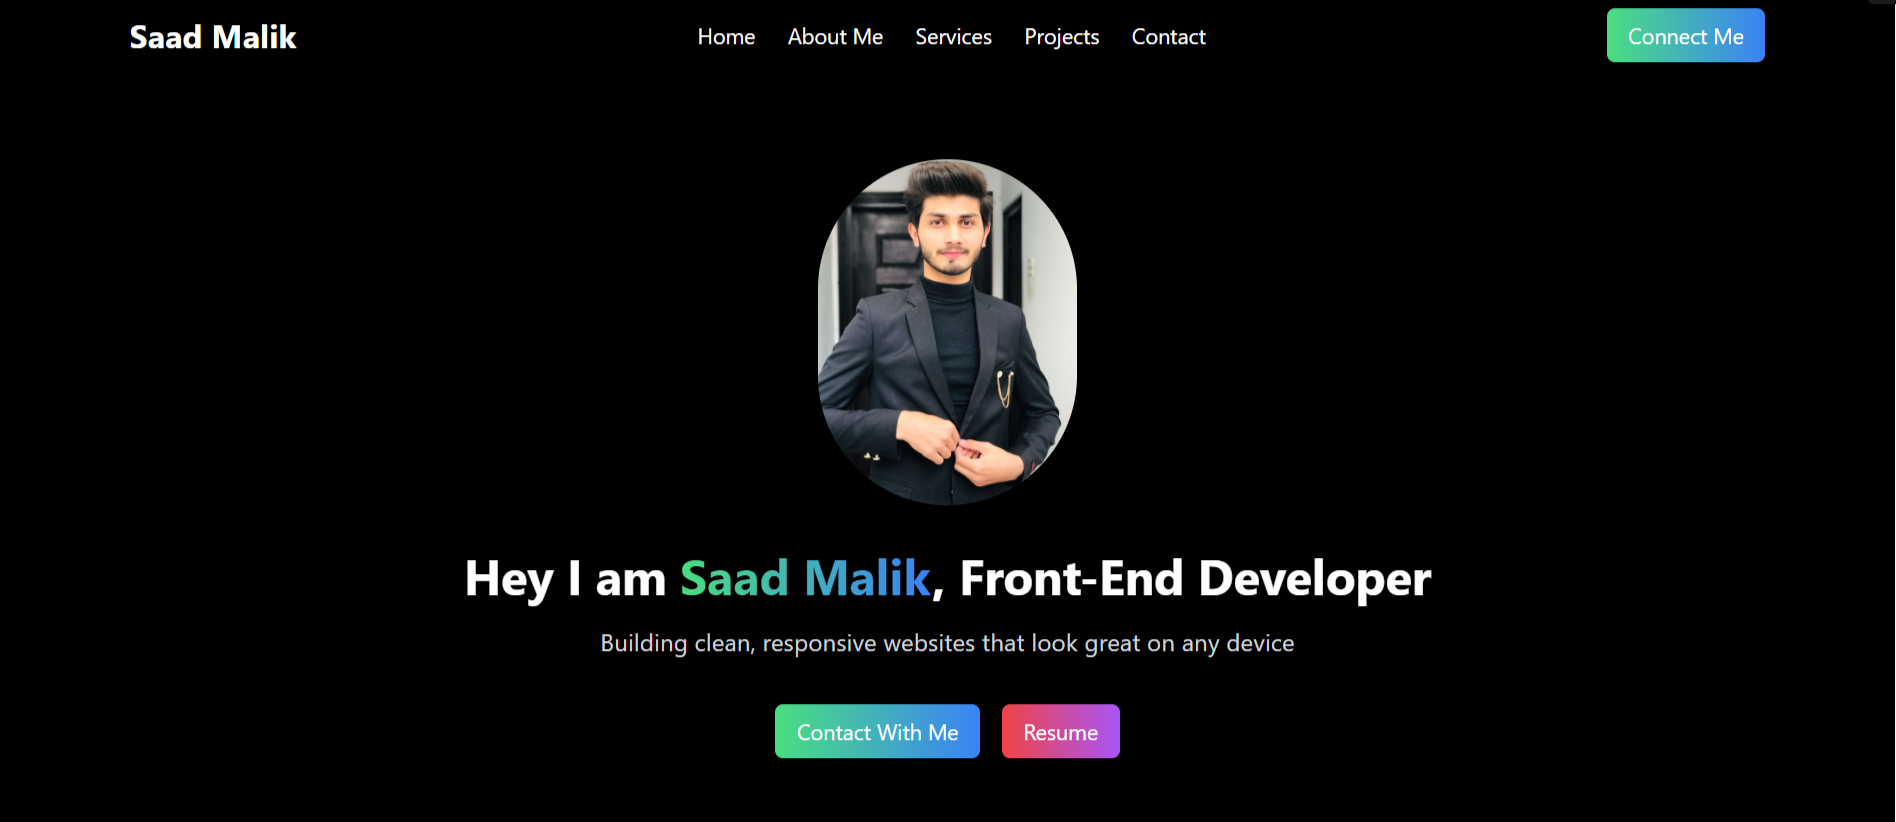 Saad Malik
Home About Me Services Projects Contact
Connect Me
Hey I am Saad Malik, Front-End Developer
Building clean, responsive websites that look great on any device
Contact With Me
Resume